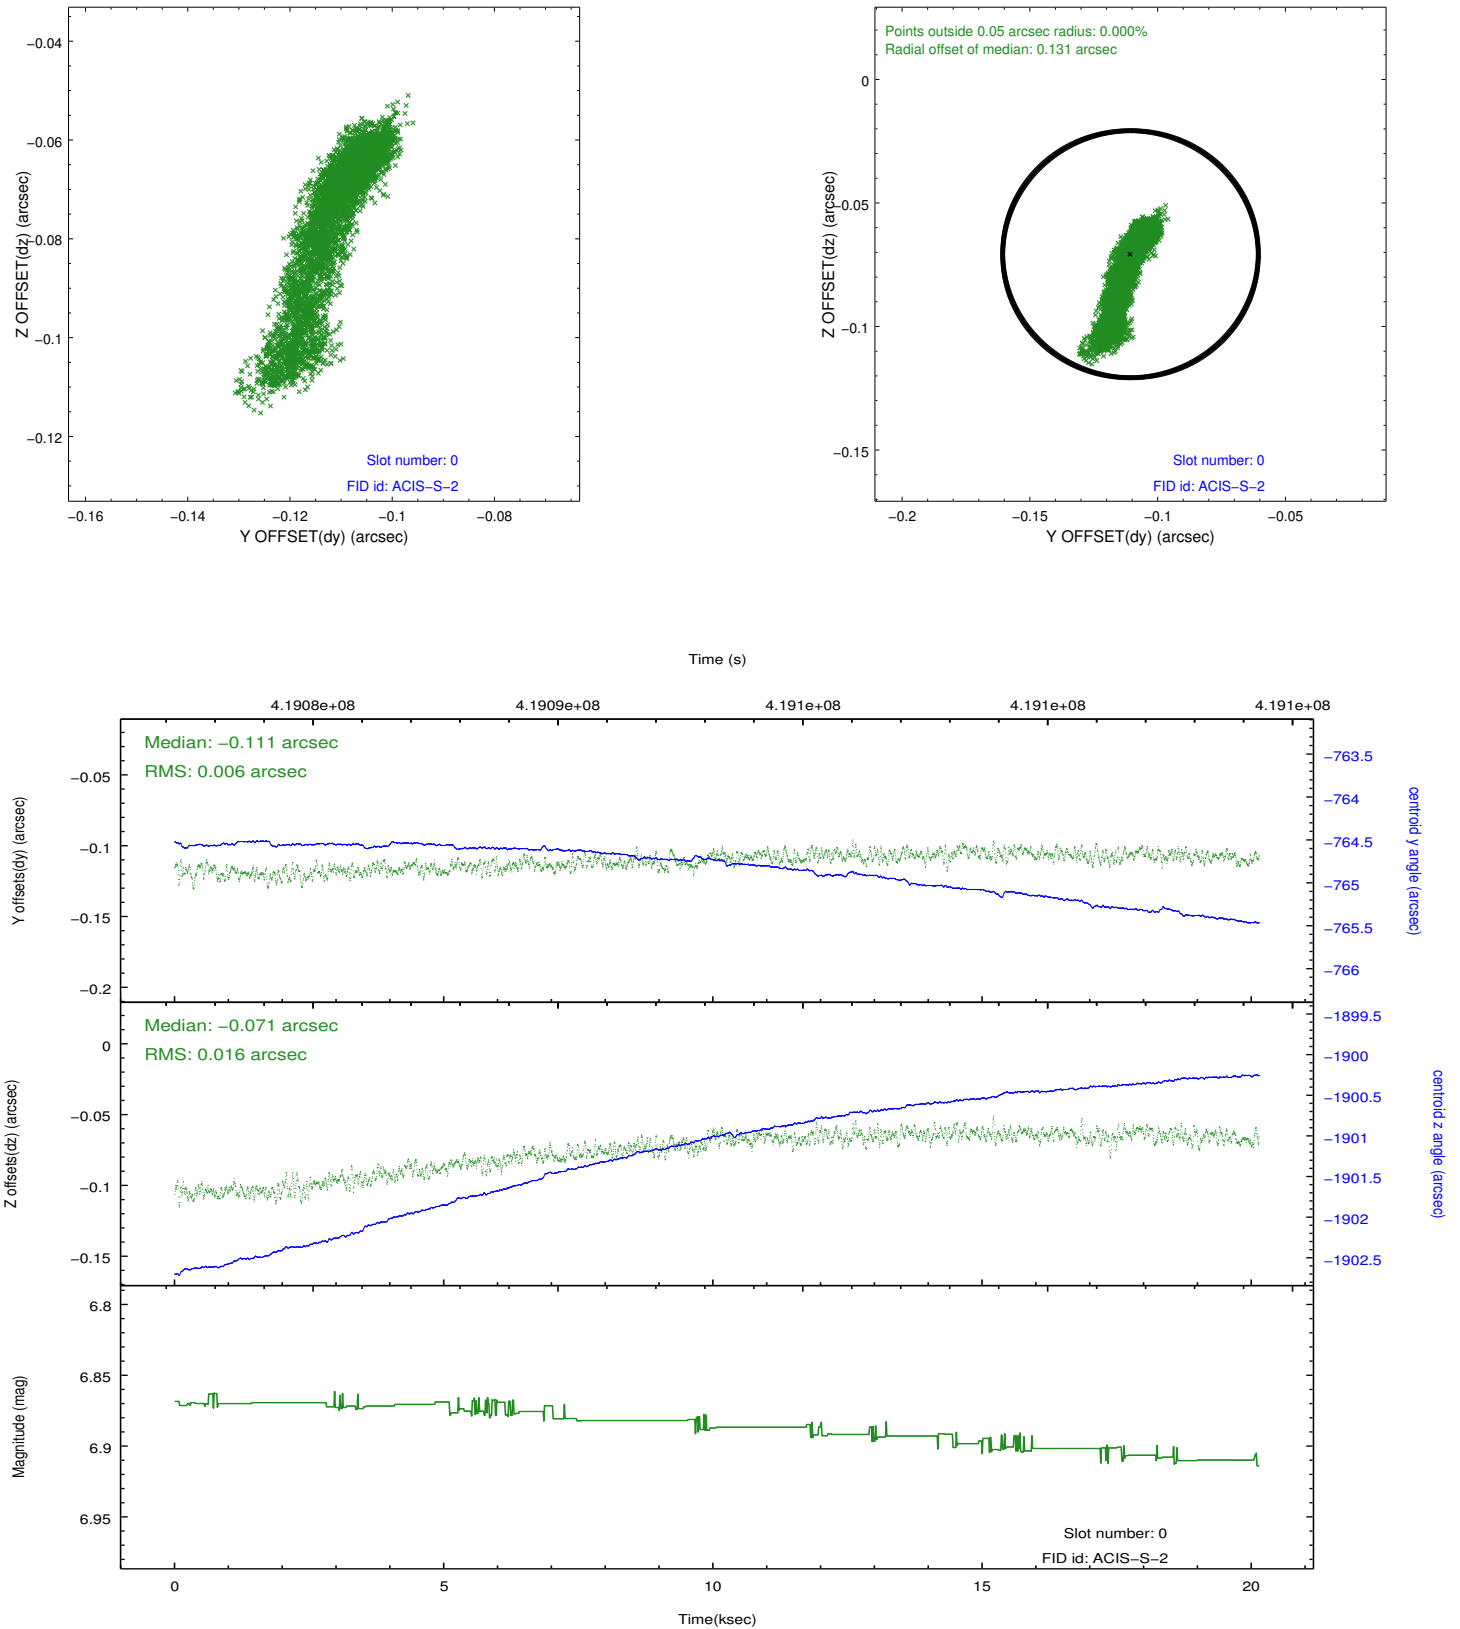 −0.04
−0.06
−0.08
−0.1
−0.12
Z OFFSET(dz) (arcsec)
Slot number: 0
FID id: ACIS−S−2
−0.16
−0.14
−0.12
−0.1
−0.08
Y OFFSET(dy) (arcsec)
Points outside 0.05 arcsec radius: 0.000%
Radial offset of median: 0.131 arcsec
0
−0.05
−0.1
−0.15
Z OFFSET(dz) (arcsec)
Slot number: 0
FID id: ACIS−S−2
−0.2
−0.15
−0.1
−0.05
Y OFFSET(dy) (arcsec)
Time (s)
4.1908e+08
4.1909e+08
4.191e+08
4.191e+08
4.191e+08
Median: −0.111 arcsec
RMS: 0.006 arcsec
−0.05
−0.1
−0.15
−0.2
Y offsets(dy) (arcsec)
−763.5
−764
−764.5
−765
−765.5
−766
centroid y angle (arcsec)
Median: −0.071 arcsec
RMS: 0.016 arcsec
0
−0.05
−0.1
−0.15
Z offsets(dz) (arcsec)
−1899.5
−1900
−1900.5
−1901
−1901.5
−1902
−1902.5
centroid z angle (arcsec)
6.8
6.85
6.9
6.95
Magnitude (mag)
Slot number: 0
FID id: ACIS−S−2
0
5
10
15
20
Time(ksec)